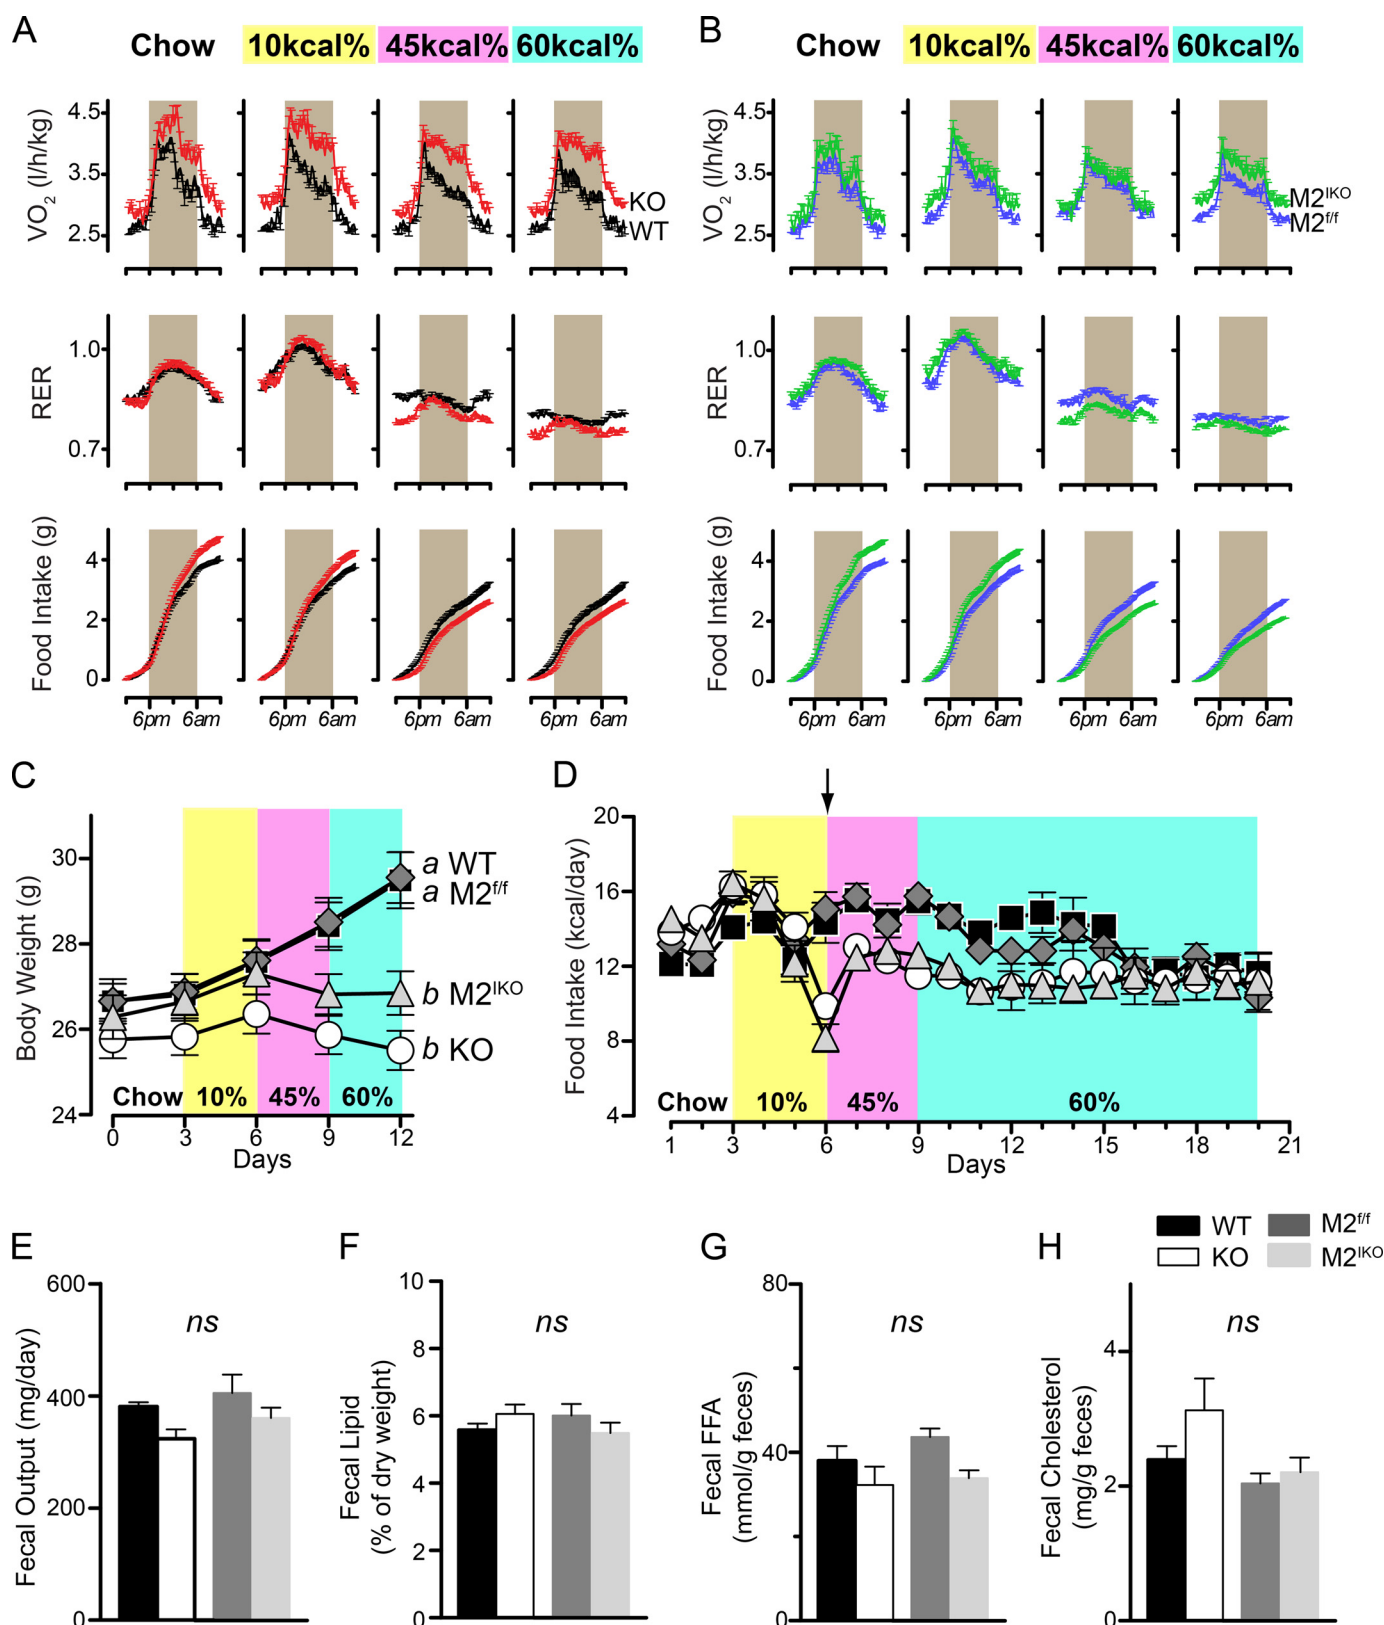 A
Chow 10kcal% 45kcal% 60kcal%
VO2 (l/h/kg)
4.5
3.5
2.5
KO
WT
RER
1.0
0.7
Food Intake (g)
4
2
0
6pm 6am 6pm 6am 6pm 6am 6pm 6am
B
Chow 10kcal% 45kcal% 60kcal%
VO2 (l/h/kg)
4.5
3.5
2.5
M2IKO
M2f/f
RER
1.0
0.7
Food Intake (g)
4
2
0
6pm 6am 6pm 6am 6pm 6am 6pm 6am
C
Body Weight (g)
30
28
26
24
a WT
a M2f/f
b M2IKO
b KO
Chow 10% 45% 60%
0 3 6 9 12
Days
D
Food Intake (kcal/day)
20
16
12
8
4
Chow 10% 45% 60%
1 3 6 9 12 15 18 21
Days
WT M2f/f
KO M2IKO
E
Fecal Output (mg/day)
600
400
200
0
ns
F
Fecal Lipid
(% of dry weight)
10
8
6
4
2
0
ns
G
Fecal FFA
(mmol/g feces)
80
40
0
ns
H
Fecal Cholesterol
(mg/g feces)
4
2
0
ns